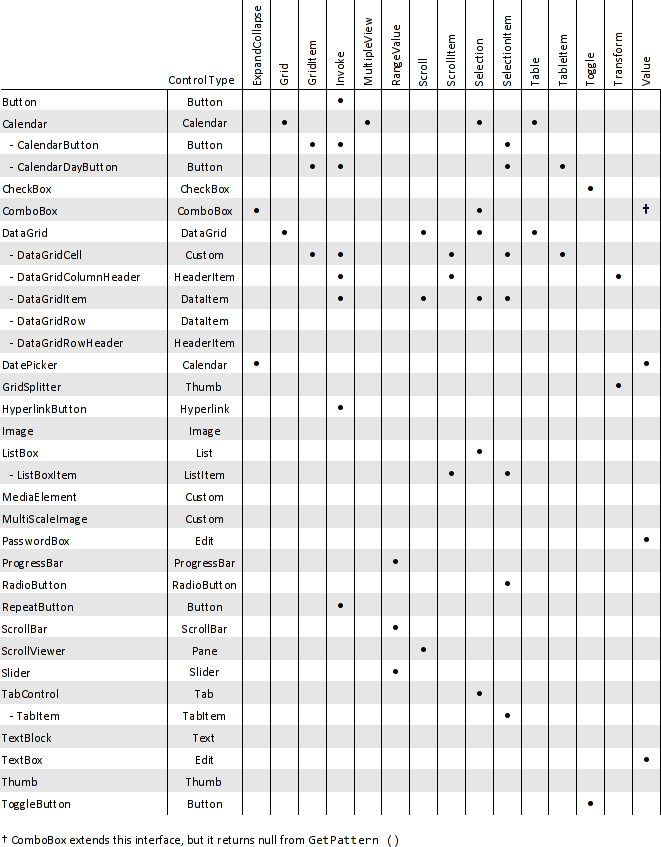 ControlType ExpandCollapse Grid GridItem Invoke MultipleView RangeValue Scroll ScrollItem Selection SelectionItem Table TableItem Toggle Transform Value
Button Button •
Calendar Calendar • • • •
- CalendarButton Button • • •
- CalendarDayButton Button • • • •
CheckBox CheckBox •
ComboBox ComboBox • • †
DataGrid DataGrid • • • •
- DataGridCell Custom • • • • •
- DataGridColumnHeader HeaderItem • • •
- DataGridItem DataItem • • • •
- DataGridRow DataItem
- DataGridRowHeader HeaderItem
DatePicker Calendar • •
GridSplitter Thumb •
HyperlinkButton Hyperlink •
Image Image
ListBox List •
- ListBoxItem ListItem • •
MediaElement Custom
MultiScaleImage Custom
PasswordBox Edit •
ProgressBar ProgressBar •
RadioButton RadioButton •
RepeatButton Button •
ScrollBar ScrollBar •
ScrollViewer Pane •
Slider Slider •
TabControl Tab •
- TabItem TabItem •
TextBlock Text
TextBox Edit •
Thumb Thumb
ToggleButton Button •
† ComboBox extends this interface, but it returns null from GetPattern ()